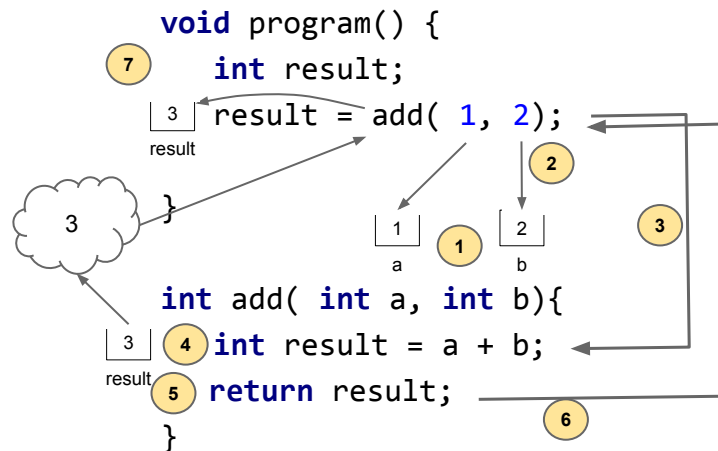 void program() {
7
int result;
3
result = add( 1, 2);
result
2
}
3
1
2
3
1
a
b
int add( int a, int b){
3
4
int result = a + b;
result
5
return result;
6
}